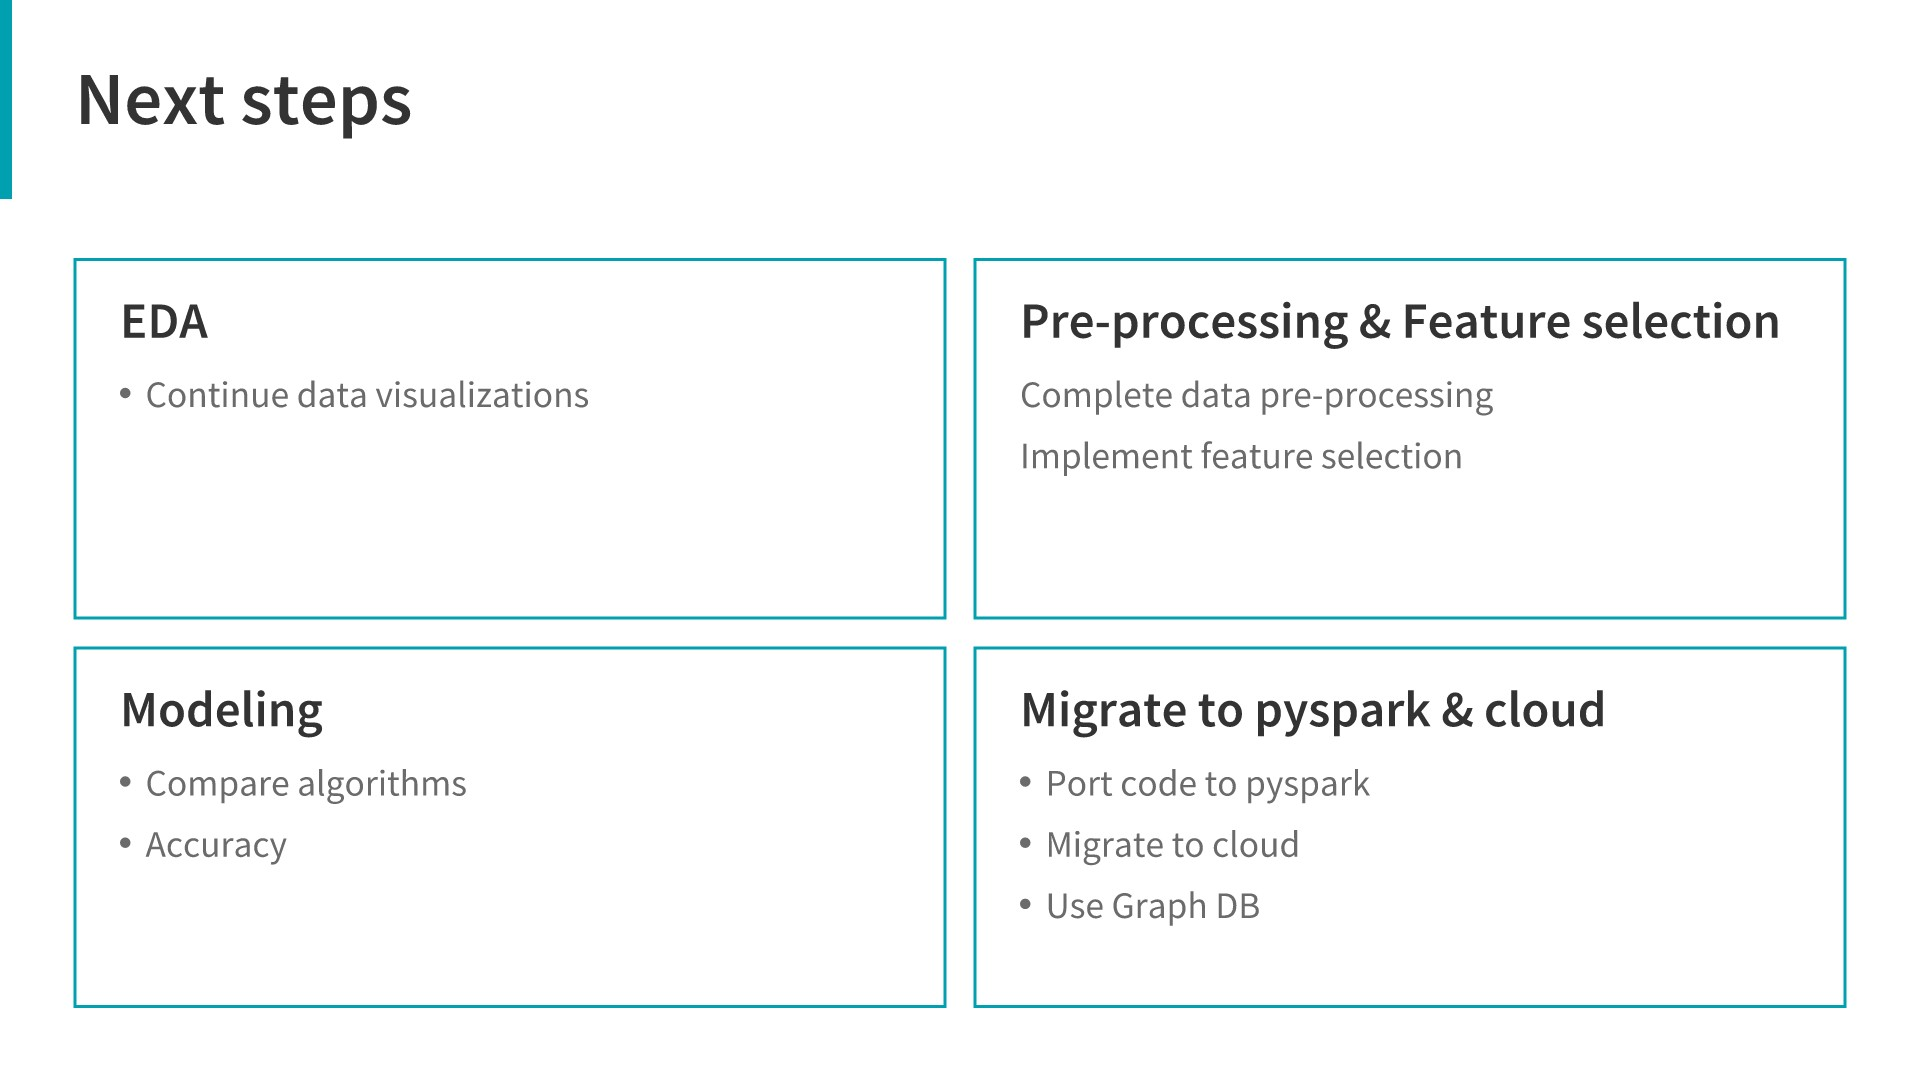 Next steps
EDA
• Continue data visualizations
Pre-processing & Feature selection
Complete data pre-processing
Implement feature selection
Modeling
• Compare algorithms
• Accuracy
Migrate to pyspark & cloud
• Port code to pyspark
• Migrate to cloud
• Use Graph DB